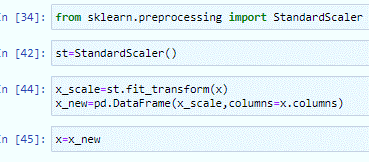 n [34]: from sklearn.preprocessing import StandardScaler
n [42]: st=StandardScaler()
n [44]: x_scale=st.fit_transform(x)
x_new=pd.DataFrame(x_scale,columns=x.columns)
n [45]: x=x_new